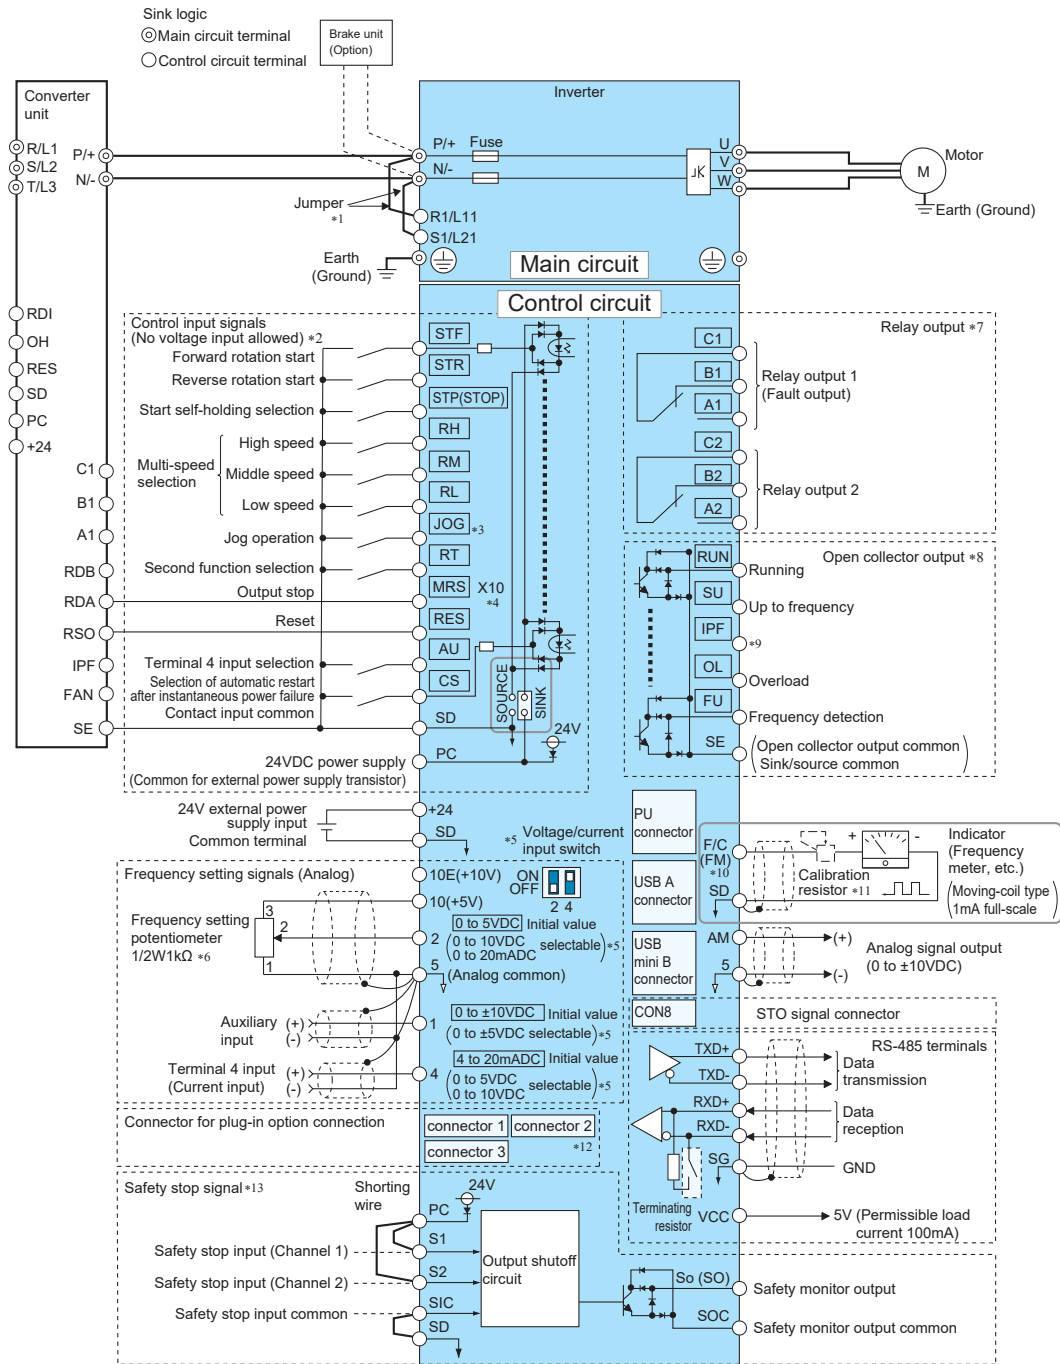 Sink logic
Main circuit terminal
Control circuit terminal
Brake unit
(Option)
Converter
unit
R/L1
S/L2
T/L3
P/+
N/-
RDI
OH
RES
SD
PC
+24
C1
B1
A1
RDB
RDA
RSO
IPF
FAN
SE
Inverter
P/+
Fuse
N/-
Jumper
*1
R1/L11
S1/L21
Earth
(Ground)
U
V
W
Motor
M
Earth (Ground)
Main circuit
Control circuit
Control input signals
(No voltage input allowed) *2
Forward rotation start
Reverse rotation start
Start self-holding selection
Multi-speed
selection
High speed
Middle speed
Low speed
Jog operation
Second function selection
Output stop
Reset
Terminal 4 input selection
Selection of automatic restart
after instantaneous power failure
Contact input common
24VDC power supply
(Common for external power supply transistor)
STF
STR
STP(STOP)
RH
RM
RL
JOG *3
RT
MRS X10
*4
RES
AU
CS
SD
PC
SOURCE
SINK
24V
Relay output *7
C1
B1
A1
Relay output 1
(Fault output)
C2
B2
A2
Relay output 2
Open collector output *8
RUN
Running
SU
Up to frequency
IPF
*9
OL
Overload
FU
Frequency detection
SE
(Open collector output common
Sink/source common)
24V external power
supply input
Common terminal
+24
SD
*5 Voltage/current
input switch
ON
OFF
2 4
Frequency setting signals (Analog)
Frequency setting
potentiometer
1/2W1kΩ *6
3
2
1
10E(+10V)
10(+5V)
2
0 to 5VDC Initial value
(0 to 10VDC
0 to 20mADC selectable) *5
5
(Analog common)
Auxiliary
input
(+)
(-)
1
0 to ±10VDC Initial value
(0 to ±5VDC selectable) *5
Terminal 4 input
(Current input)
(+)
(-)
4
4 to 20mADC Initial value
(0 to 5VDC
0 to 10VDC selectable) *5
PU
connector
USB A
connector
USB
mini B
connector
CON8
F/C
(FM)
*10
SD
+ -
Calibration
resistor *11
Indicator
(Frequency
meter, etc.)
(Moving-coil type
1mA full-scale)
AM
5
(+)
(-)
Analog signal output
(0 to ±10VDC)
STO signal connector
RS-485 terminals
TXD+
TXD-
Data
transmission
RXD+
RXD-
Data
reception
SG
GND
Terminating
resistor
VCC
5V (Permissible load
current 100mA)
Connector for plug-in option connection
connector 1
connector 2
connector 3
*12
Safety stop signal *13
Shorting
wire
24V
PC
S1
S2
SIC
SD
Safety stop input (Channel 1)
Safety stop input (Channel 2)
Safety stop input common
Output shutoff
circuit
So (SO)
Safety monitor output
SOC
Safety monitor output common